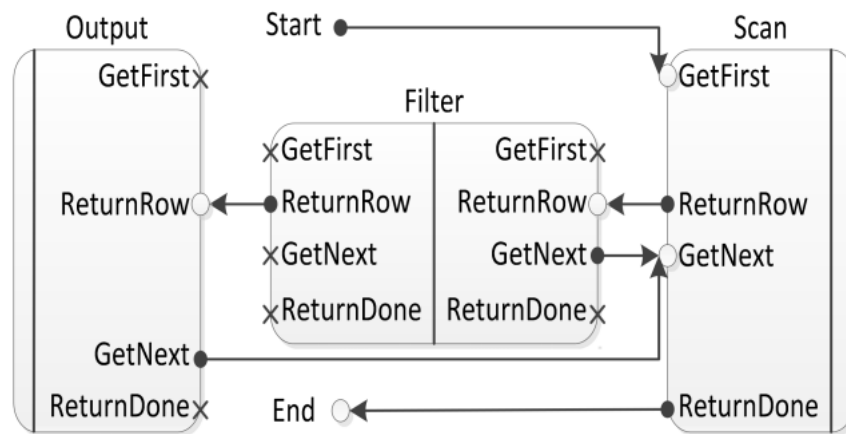 Output
Start
Scan
GetFirst
GetFirst
Filter
GetFirst
GetFirst
ReturnRow
ReturnRow
ReturnRow
ReturnRow
GetNext
GetNext
GetNext
ReturnDone
ReturnDone
GetNext
ReturnDone
End
ReturnDone